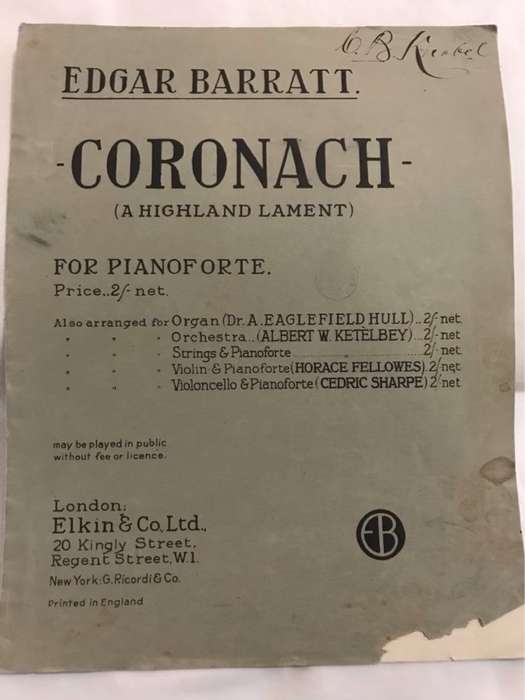 C. B.
EDGAR BARRATT.
-CORONACH-
(A HIGHLAND LAMENT)
FOR PIANOFORTE.
Price..2/- net.
Also arranged for Organ (Dr. A. EAGLEFIELD HULL)..2/- net.
" " " Orchestra...(ALBERT W. KETELBEY)...2/- net
" " " Strings & Pianoforte 2/- net
" " " Violin & Pianoforte (HORACE FELLOWES). 2/- net
" " " Violoncello & Pianoforte (CEDRIC SHARPE) 2/- net
may be played in public
without fee or licence.
London:
Elkin & Co. Ltd.,
20 Kingly Street,
Regent Street, W.1.
New York: G. Ricordi & Co.
Printed in England
EB